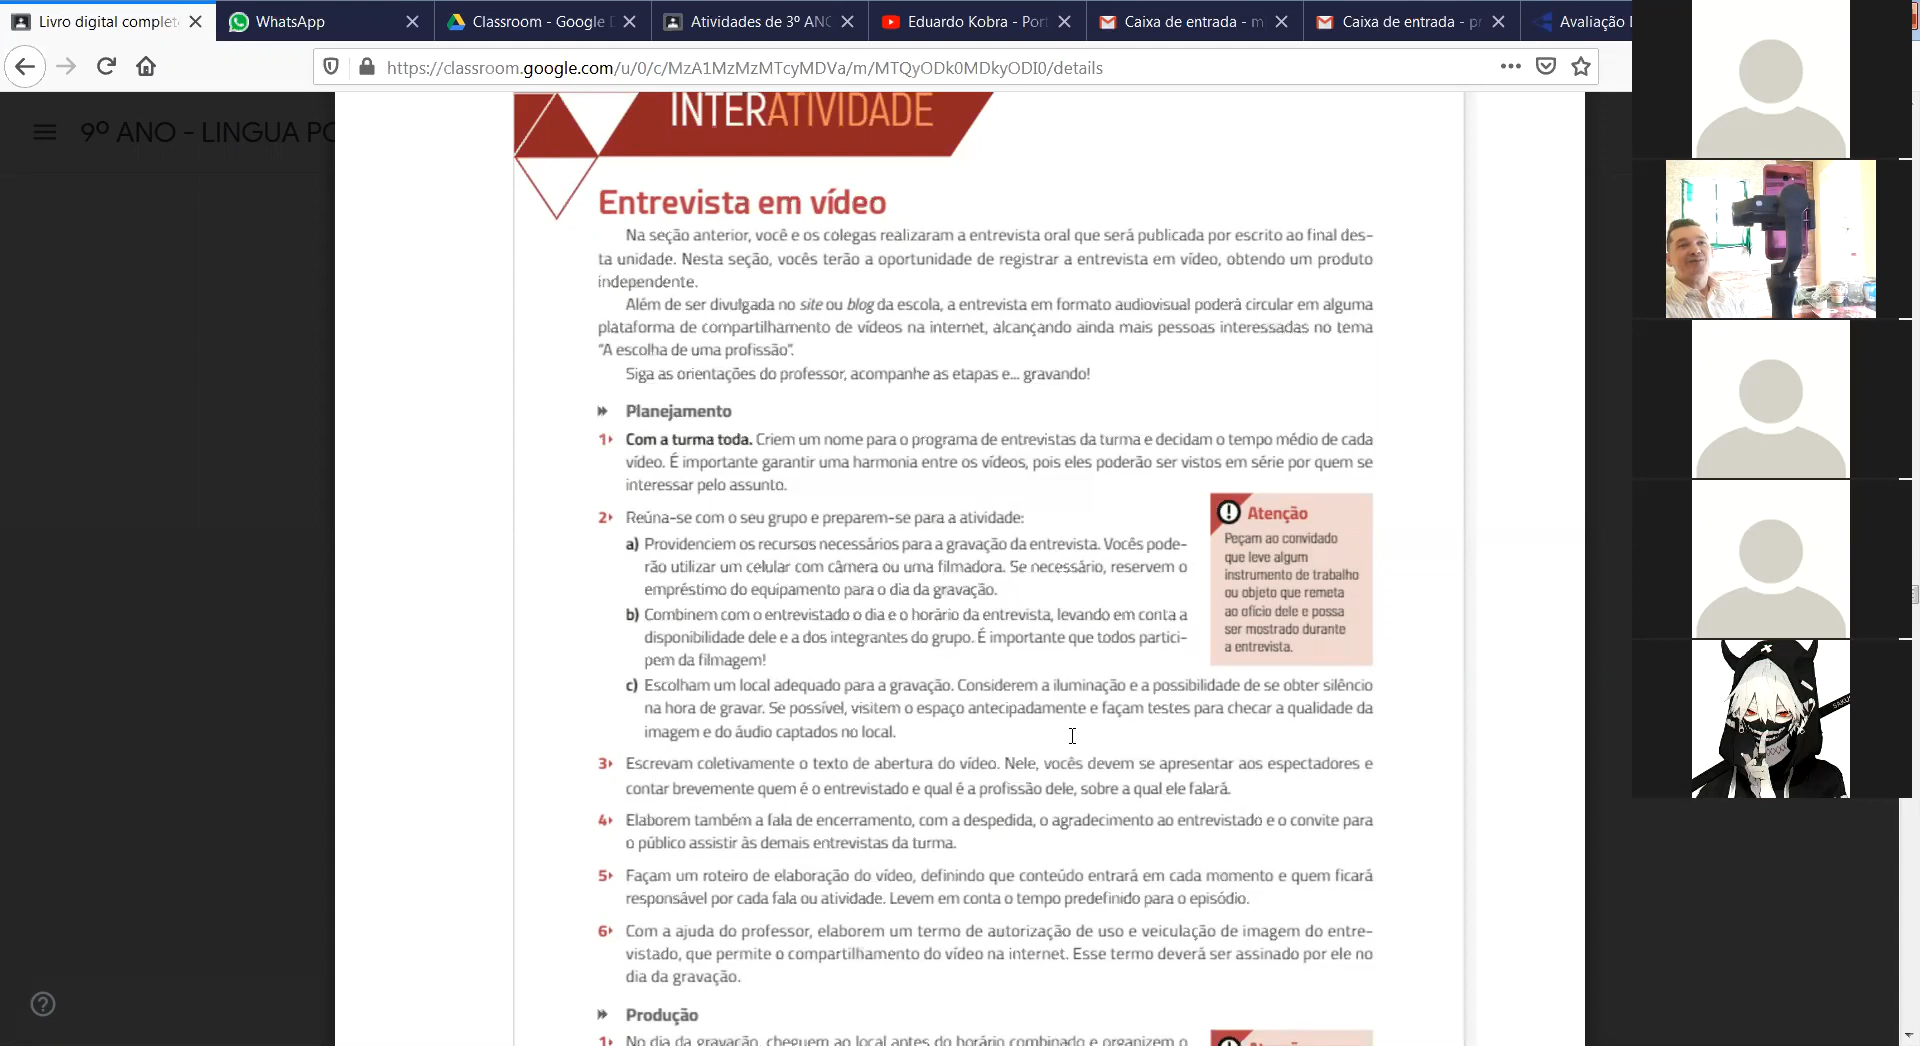 Livro digital complet
WhatsApp
Classroom - Google D
Atividades de 3º ANO
Eduardo Kobra - Port
Caixa de entrada - m
Caixa de entrada - pr
Avaliação
https://classroom.google.com/u/0/c/MzA1MzMzMTcyMDVa/m/MTQyODk0MDkyODI0/details
9º ANO - LINGUA PO
INTERATIVIDADE
Entrevista em vídeo
Na seção anterior, você e os colegas realizaram a entrevista oral que será publicada por escrito ao final des-
ta unidade. Nesta seção, vocês terão a oportunidade de registrar a entrevista em vídeo, obtendo um produto
independente.
Além de ser divulgada no site ou blog da escola, a entrevista em formato audiovisual poderá circular em alguma
plataforma de compartilhamento de vídeos na internet, alcançando ainda mais pessoas interessadas no tema
"A escolha de uma profissão".
Siga as orientações do professor, acompanhe as etapas e... gravando!
Planejamento
1 Com a turma toda. Criem um nome para o programa de entrevistas da turma e decidam o tempo médio de cada
vídeo. É importante garantir uma harmonia entre os vídeos, pois eles poderão ser vistos em série por quem se
interessar pelo assunto.
2 Reúna-se com o seu grupo e preparem-se para a atividade:
a) Providenciem os recursos necessários para a gravação da entrevista. Vocês pode-
rão utilizar um celular com câmera ou uma filmadora. Se necessário, reservem o
empréstimo do equipamento para o dia da gravação.
b) Combinem com o entrevistado o dia e o horário da entrevista, levando em conta a
disponibilidade dele e a dos integrantes do grupo. É importante que todos partici-
pem da filmagem!
Atenção
Peçam ao convidado
que leve algum
instrumento de trabalho
ou objeto que remeta
ao ofício dele e possa
ser mostrado durante
a entrevista.
c) Escolham um local adequado para a gravação. Considerem a iluminação e a possibilidade de se obter silêncio
na hora de gravar. Se possível, visitem o espaço antecipadamente e façam testes para checar a qualidade da
imagem e do áudio captados no local.
3 Escrevam coletivamente o texto de abertura do vídeo. Nele, vocês devem se apresentar aos espectadores e
contar brevemente quem é o entrevistado e qual é a profissão dele, sobre a qual ele falará.
4 Elaborem também a fala de encerramento, com a despedida, o agradecimento ao entrevistado e o convite para
o público assistir às demais entrevistas da turma.
5 Façam um roteiro de elaboração do vídeo, definindo que conteúdo entrará em cada momento e quem ficará
responsável por cada fala ou atividade. Levem em conta o tempo predefinido para o episódio.
6 Com a ajuda do professor, elaborem um termo de autorização de uso e veiculação de imagem do entre-
vistado, que permite o compartilhamento do vídeo na internet. Esse termo deverá ser assinado por ele no
dia da gravação.
Produção
1 No dia da gravação, cheguem ao local antes do horário combinado e organizem o
Atenção